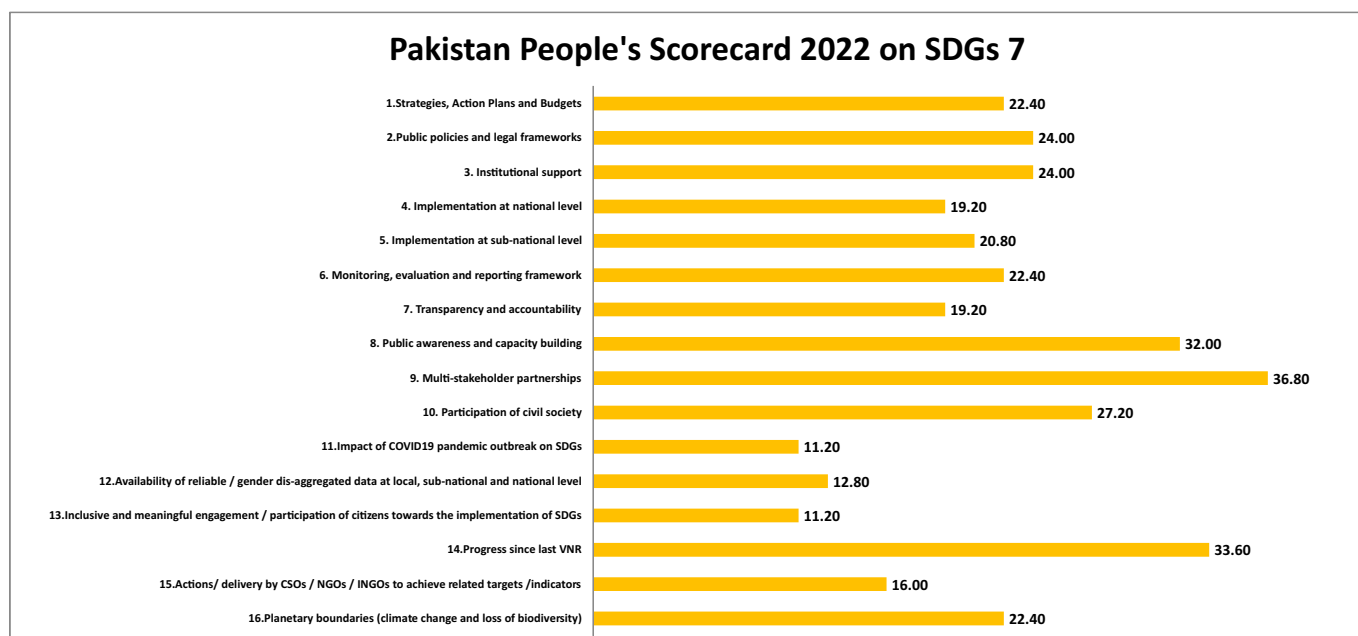 Pakistan People's Scorecard 2022 on SDGs 7
1.Strategies, Action Plans and Budgets 22.40
2.Public policies and legal frameworks 24.00
3. Institutional support 24.00
4. Implementation at national level 19.20
5. Implementation at sub-national level 20.80
6. Monitoring, evaluation and reporting framework 22.40
7. Transparency and accountability 19.20
8. Public awareness and capacity building 32.00
9. Multi-stakeholder partnerships 36.80
10. Participation of civil society 27.20
11.Impact of COVID19 pandemic outbreak on SDGs 11.20
12.Availability of reliable / gender dis-aggregated data at local, sub-national and national level 12.80
13.Inclusive and meaningful engagement / participation of citizens towards the implementation of SDGs 11.20
14.Progress since last VNR 33.60
15.Actions/ delivery by CSOs / NGOs / INGOs to achieve related targets /indicators 16.00
16.Planetary boundaries (climate change and loss of biodiversity) 22.40